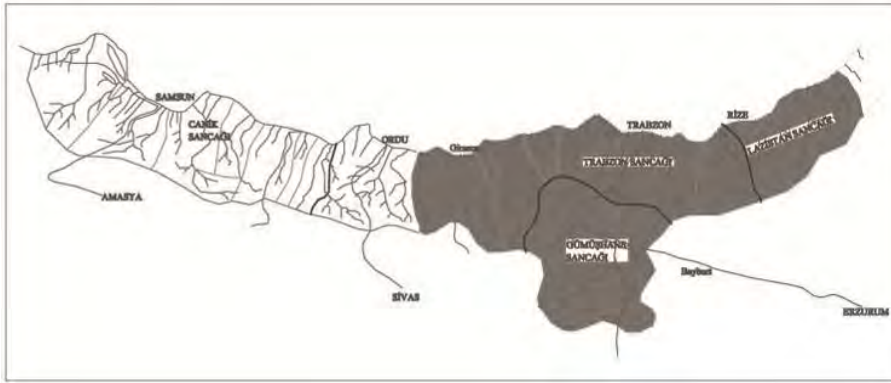 SAMSUN
CANİK
SANCAĞI
AMASYA
ORDU
SİVAS
Giresun
TRABZON
TRABZON SANCAĞI
RİZE
LAZİSTAN SANCAĞI
GÜMÜŞHANE
SANCAĞI
Bayburt
ERZURUM